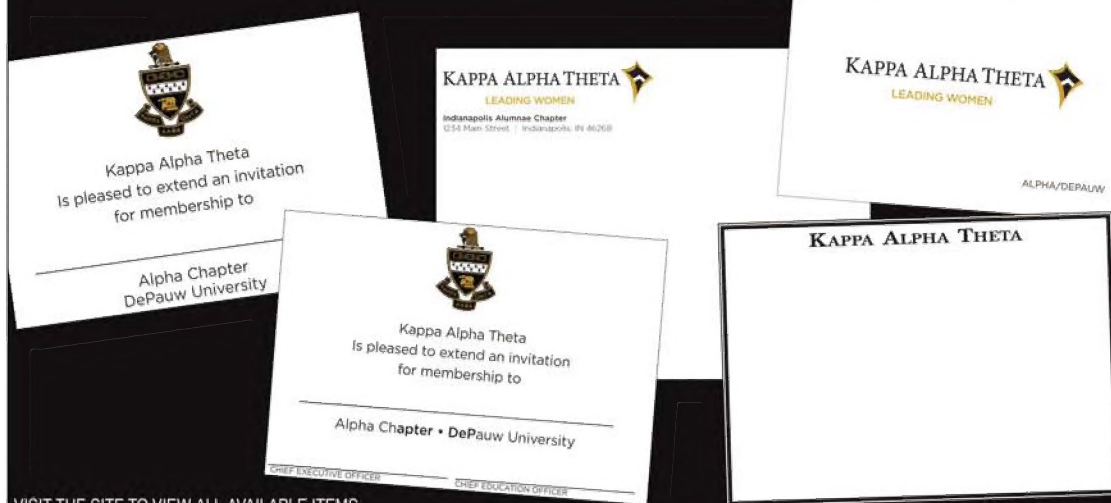 Kappa Alpha Theta
Is pleased to extend an invitation
for membership to
Alpha Chapter
DePauw University
KAPPA ALPHA THETA
LEADING WOMEN
Indianapolis Alumnae Chapter
1234 Main Street | Indianapolis, IN 46268
KAPPA ALPHA THETA
LEADING WOMEN
ALPHA/DEPAUW
Kappa Alpha Theta
Is pleased to extend an invitation
for membership to
Alpha Chapter • DePauw University
CHIEF EXECUTIVE OFFICER
CHIEF EDUCATION OFFICER
KAPPA ALPHA THETA
VISIT THE SITE TO VIEW ALL AVAILABLE ITEMS